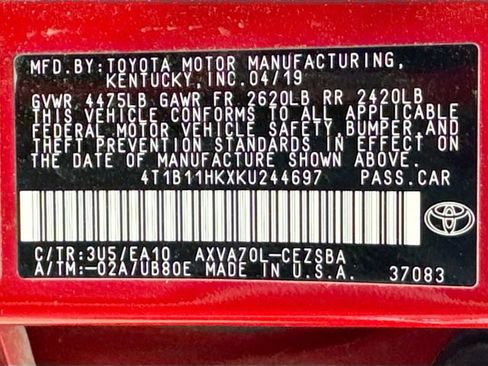 MFD.BY: TOYOTA MOTOR MANUFACTURING,
KENTUCKY, INC. 04/19
GVWR 4475LB GAWR FR 2620LB RR 2420LB
THIS VEHICLE CONFORMS TO ALL APPLICABLE
FEDERAL MOTOR VEHICLE SAFETY, BUMPER, AND
THEFT PREVENTION STANDARDS IN EFFECT ON
THE DATE OF MANUFACTURE SHOWN ABOVE.
4T1B11HKXKU244697 PASS.CAR
C/TR:3U5/EA10 AXVA70L-CEZSBA
A/TM:-02A/UB80E MADE IN U.S.A. 37083